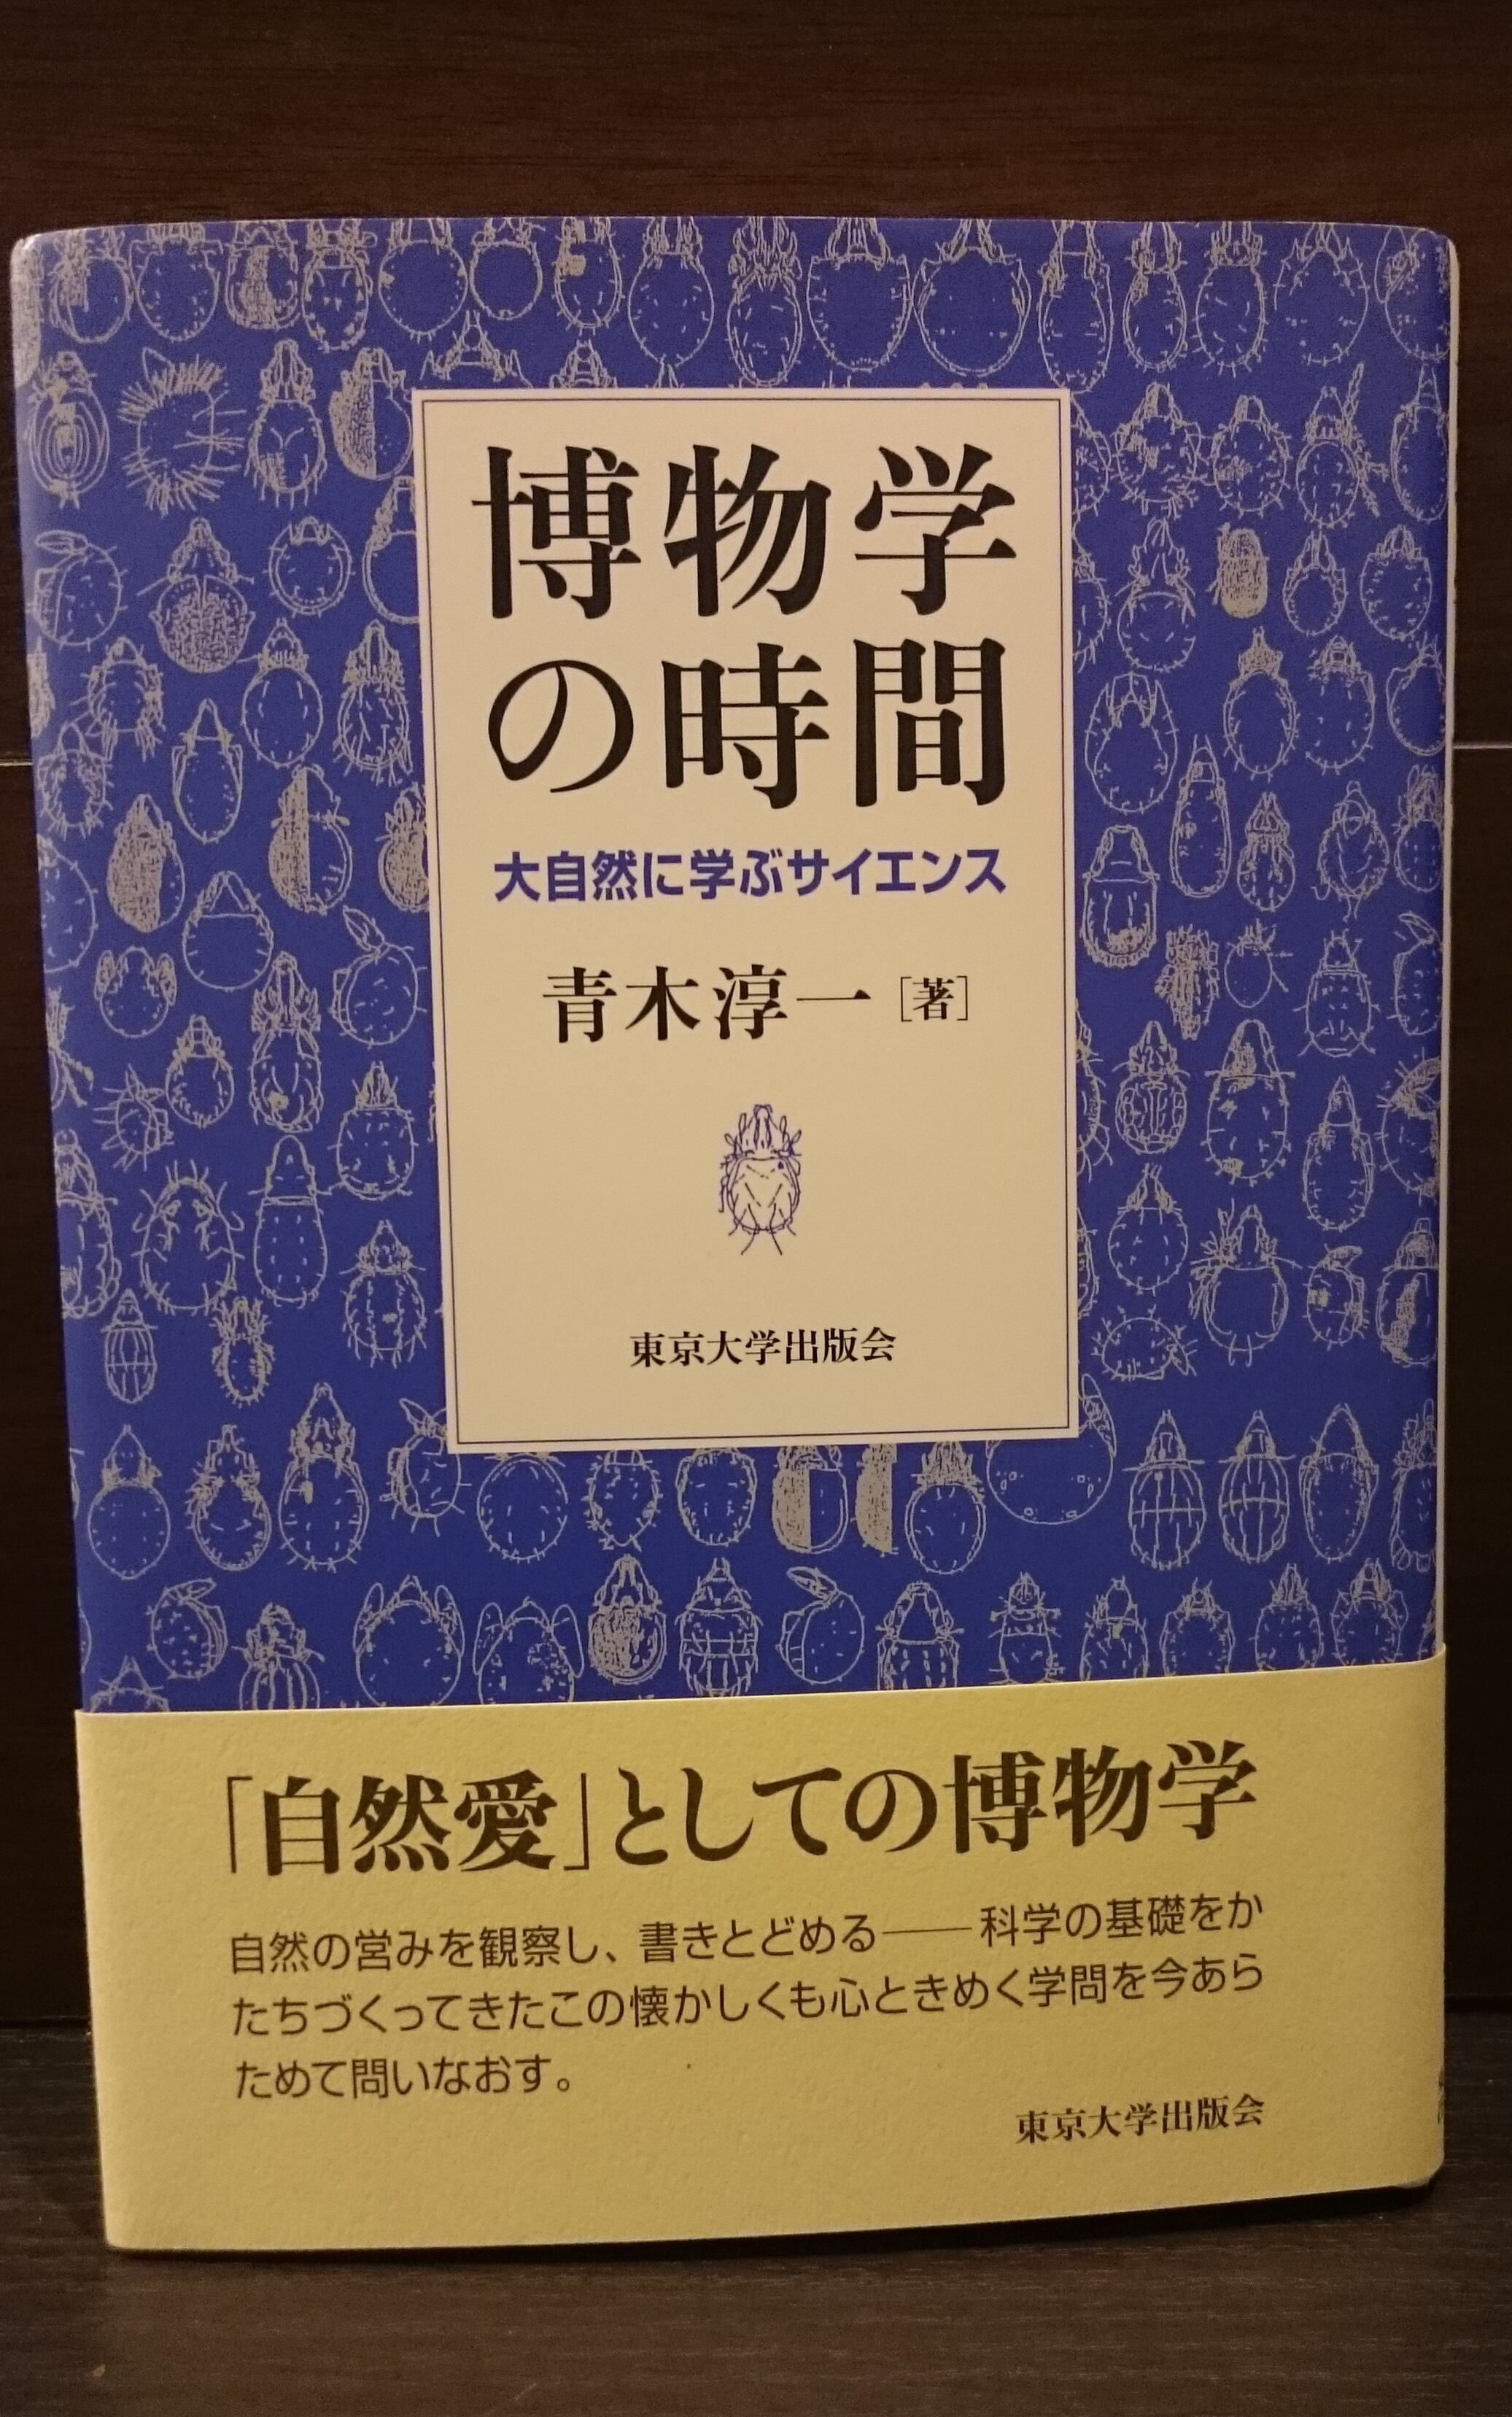 博物学
の時間
大自然に学ぶサイエンス
青木淳一［著］
東京大学出版会
「自然愛」としての博物学
自然の営みを観察し、書きとどめる――科学の基礎をか
たちづくってきたこの懐かしくも心ときめく学問を今あら
ためて問いなおす。
東京大学出版会